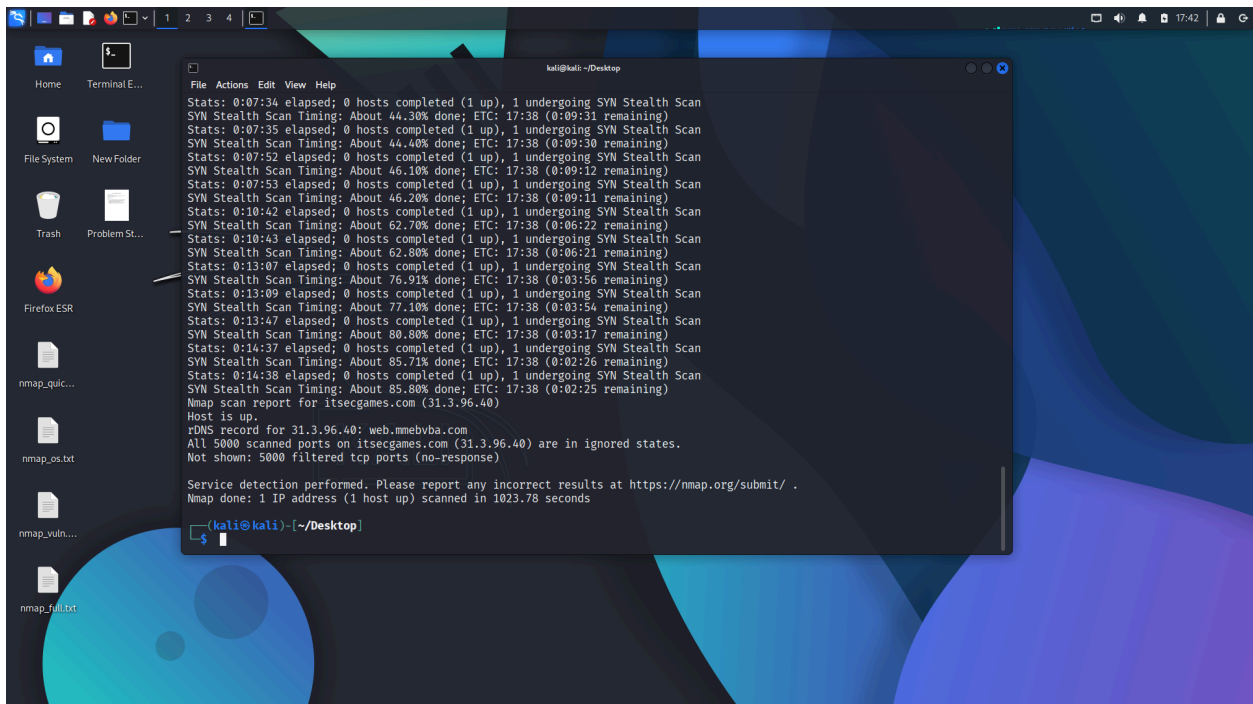 1 2 3 4
17:42
Home
Terminal E...
File System
New Folder
Trash
Problem St...
Firefox ESR
nmap_quic...
nmap_os.txt
nmap_vuln....
nmap_full.txt
kali@kali: ~/Desktop
File Actions Edit View Help
Stats: 0:07:34 elapsed; 0 hosts completed (1 up), 1 undergoing SYN Stealth Scan
SYN Stealth Scan Timing: About 44.30% done; ETC: 17:38 (0:09:31 remaining)
Stats: 0:07:35 elapsed; 0 hosts completed (1 up), 1 undergoing SYN Stealth Scan
SYN Stealth Scan Timing: About 44.40% done; ETC: 17:38 (0:09:30 remaining)
Stats: 0:07:52 elapsed; 0 hosts completed (1 up), 1 undergoing SYN Stealth Scan
SYN Stealth Scan Timing: About 46.10% done; ETC: 17:38 (0:09:12 remaining)
Stats: 0:07:53 elapsed; 0 hosts completed (1 up), 1 undergoing SYN Stealth Scan
SYN Stealth Scan Timing: About 46.20% done; ETC: 17:38 (0:09:11 remaining)
Stats: 0:10:42 elapsed; 0 hosts completed (1 up), 1 undergoing SYN Stealth Scan
SYN Stealth Scan Timing: About 62.70% done; ETC: 17:38 (0:06:22 remaining)
Stats: 0:10:43 elapsed; 0 hosts completed (1 up), 1 undergoing SYN Stealth Scan
SYN Stealth Scan Timing: About 62.80% done; ETC: 17:38 (0:06:21 remaining)
Stats: 0:13:07 elapsed; 0 hosts completed (1 up), 1 undergoing SYN Stealth Scan
SYN Stealth Scan Timing: About 76.91% done; ETC: 17:38 (0:03:56 remaining)
Stats: 0:13:09 elapsed; 0 hosts completed (1 up), 1 undergoing SYN Stealth Scan
SYN Stealth Scan Timing: About 77.10% done; ETC: 17:38 (0:03:54 remaining)
Stats: 0:13:47 elapsed; 0 hosts completed (1 up), 1 undergoing SYN Stealth Scan
SYN Stealth Scan Timing: About 80.80% done; ETC: 17:38 (0:03:17 remaining)
Stats: 0:14:37 elapsed; 0 hosts completed (1 up), 1 undergoing SYN Stealth Scan
SYN Stealth Scan Timing: About 85.71% done; ETC: 17:38 (0:02:26 remaining)
Stats: 0:14:38 elapsed; 0 hosts completed (1 up), 1 undergoing SYN Stealth Scan
SYN Stealth Scan Timing: About 85.80% done; ETC: 17:38 (0:02:25 remaining)
Nmap scan report for itsecgames.com (31.3.96.40)
Host is up.
rDNS record for 31.3.96.40: web.mmebvba.com
All 5000 scanned ports on itsecgames.com (31.3.96.40) are in ignored states.
Not shown: 5000 filtered tcp ports (no-response)
Service detection performed. Please report any incorrect results at https://nmap.org/submit/ .
Nmap done: 1 IP address (1 host up) scanned in 1023.78 seconds
┌──(kali㉿kali)-[~/Desktop]
└─$